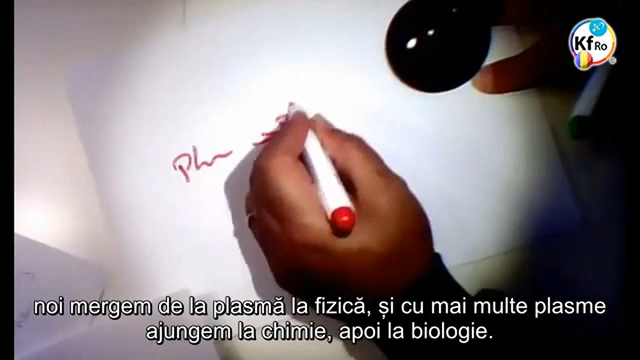 Kf Ro
noi mergem de la plasmă la fizică, și cu mai multe plasme
ajungem la chimie, apoi la biologie.